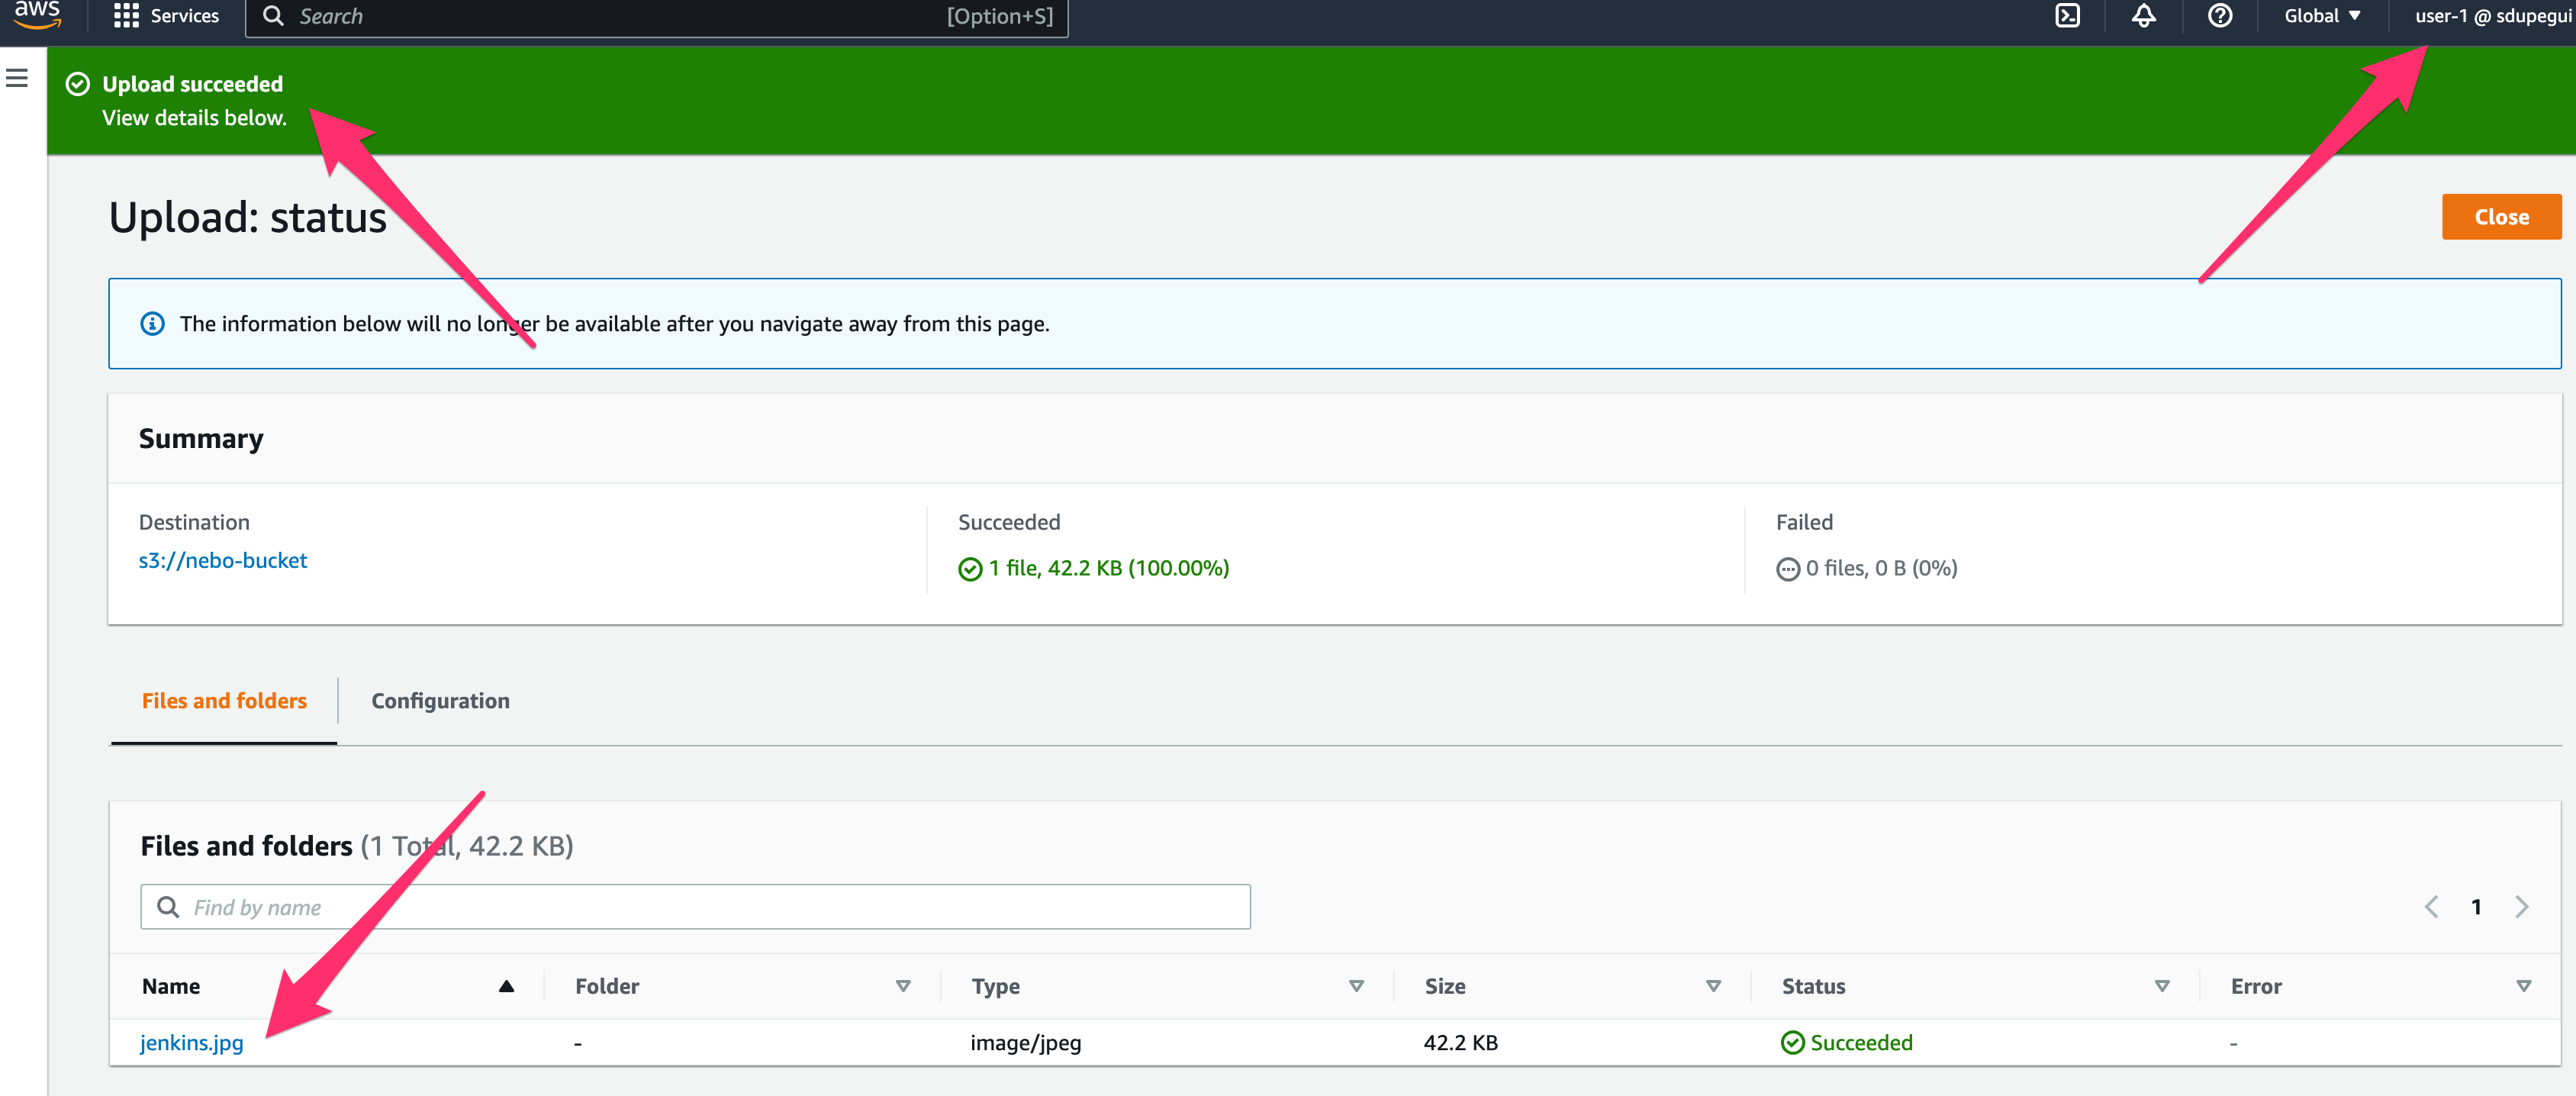 aws Services Search [Option+S] Global user-1 @ sdupegui
Upload succeeded
View details below.
Upload: status
Close
The information below will no longer be available after you navigate away from this page.
Summary
Destination Succeeded Failed
s3://nebo-bucket 1 file, 42.2 KB (100.00%) 0 files, 0 B (0%)
Files and folders Configuration
Files and folders (1 Total, 42.2 KB)
Find by name 1
Name Folder Type Size Status Error
jenkins.jpg - image/jpeg 42.2 KB Succeeded -